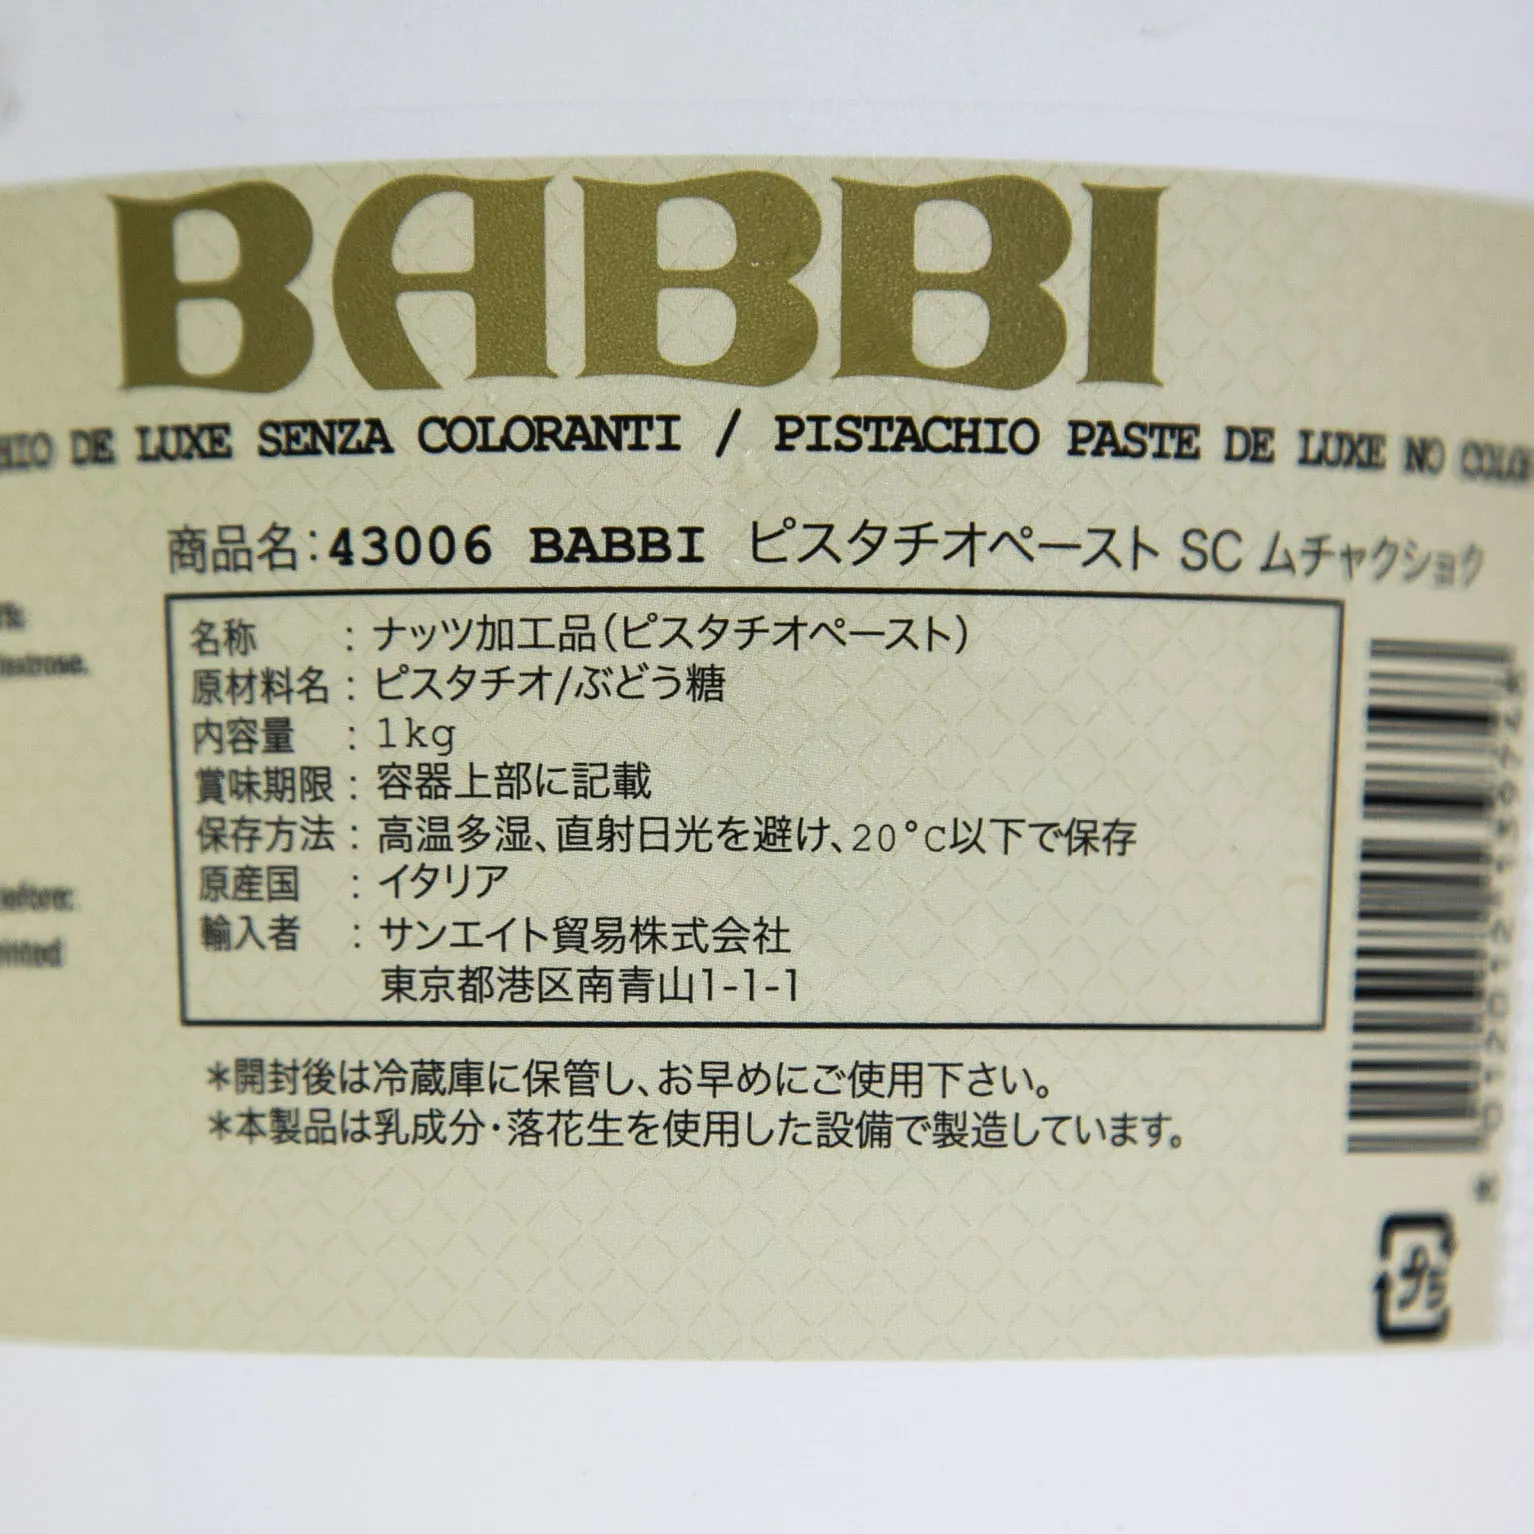 BABBI
DE LUXE SENZA COLORANTI / PISTACHIO PASTE DE LUXE NO
商品名:43006 BABBI ピスタチオペースト SC ムチャクショク
名称 : ナッツ加工品(ピスタチオペースト)
原材料名 : ピスタチオ/ぶどう糖
内容量 : 1kg
賞味期限 : 容器上部に記載
保存方法 : 高温多湿、直射日光を避け、20°C以下で保存
原産国 : イタリア
輸入者 : サンエイト貿易株式会社
東京都港区南青山1-1-1
*開封後は冷蔵庫に保管し、お早めにご使用下さい。
*本製品は乳成分・落花生を使用した設備で製造しています。
プラ